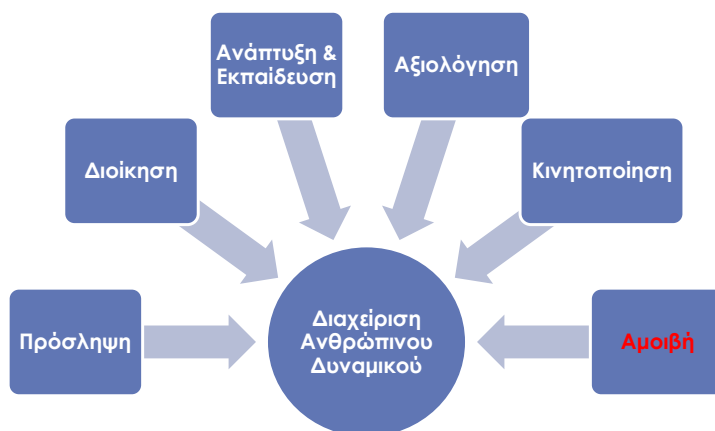 Ανάπτυξη &
Εκπαίδευση
Αξιολόγηση
Διοίκηση
Κινητοποίηση
Πρόσληψη
Διαχείριση
Ανθρώπινου
Δυναμικού
Αμοιβή